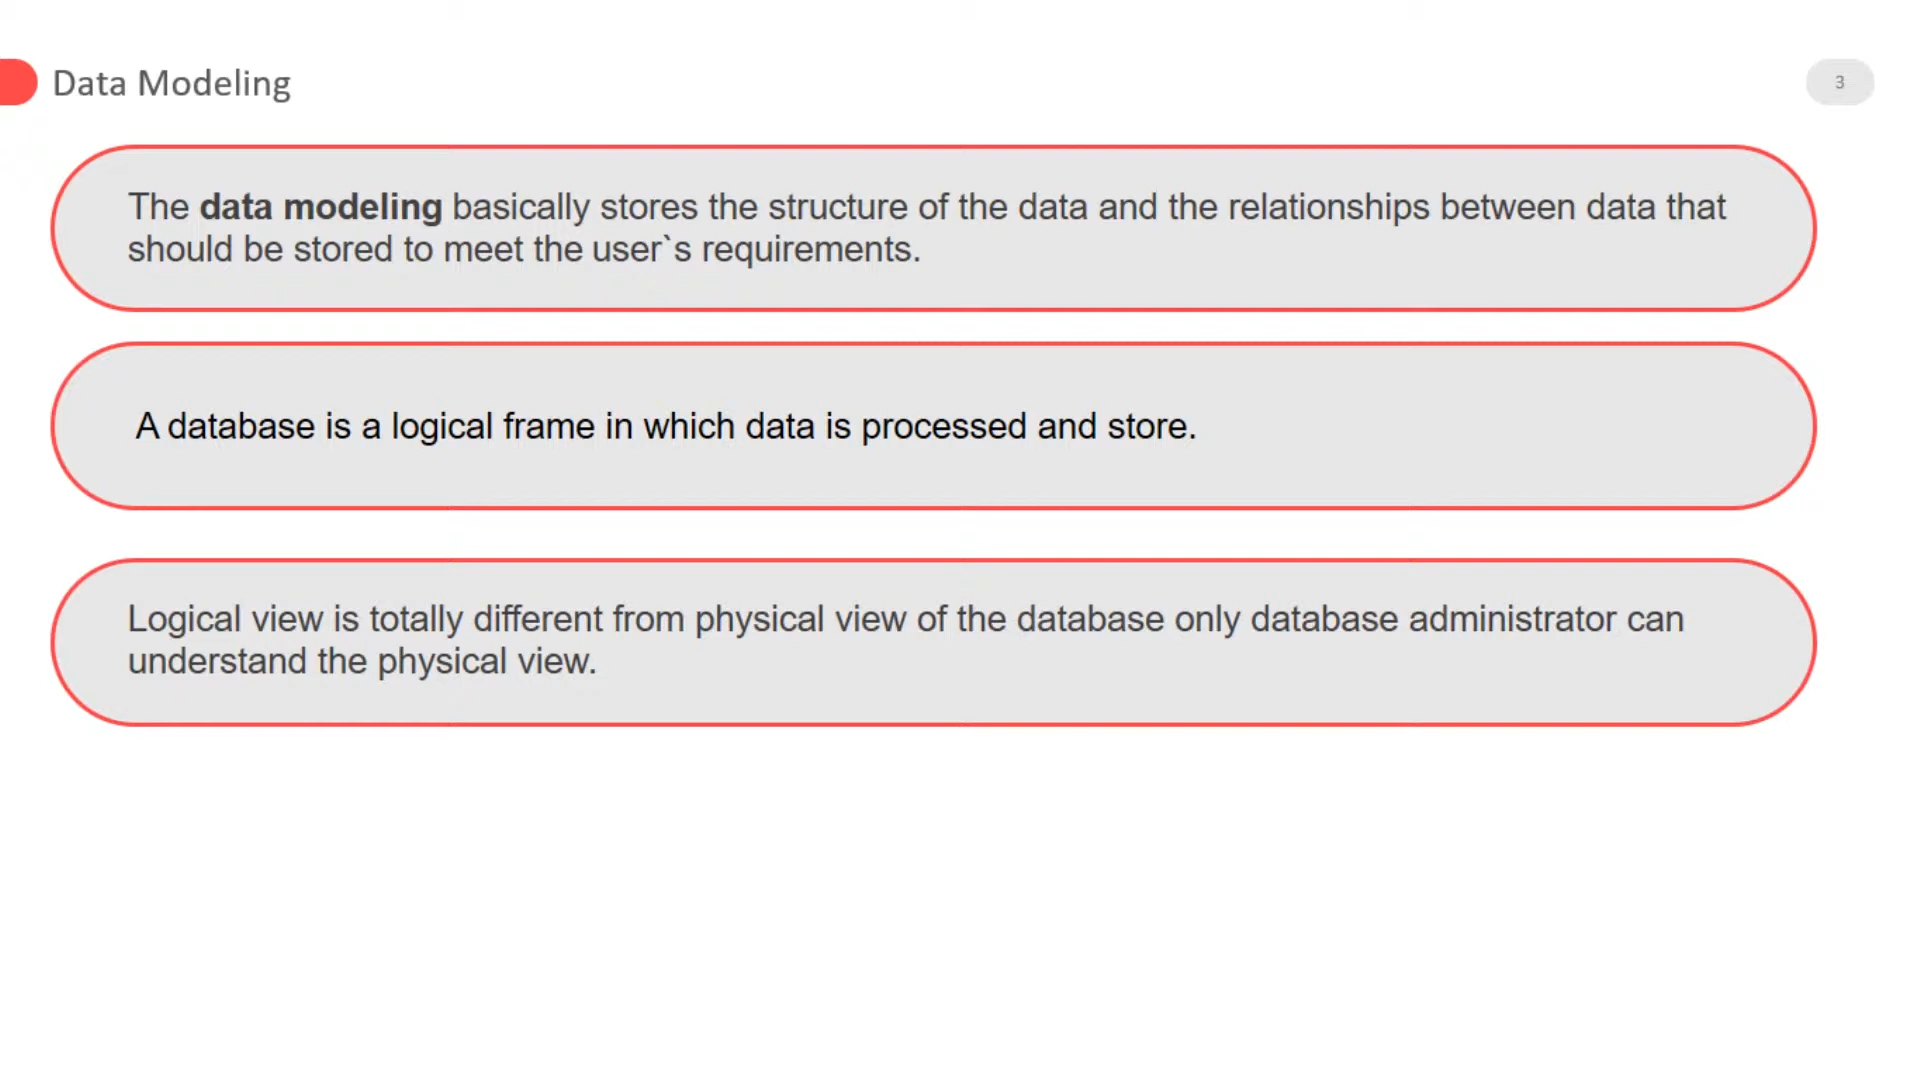 Data Modeling
3
The data modeling basically stores the structure of the data and the relationships between data that
should be stored to meet the user`s requirements.
A database is a logical frame in which data is processed and store.
Logical view is totally different from physical view of the database only database administrator can
understand the physical view.